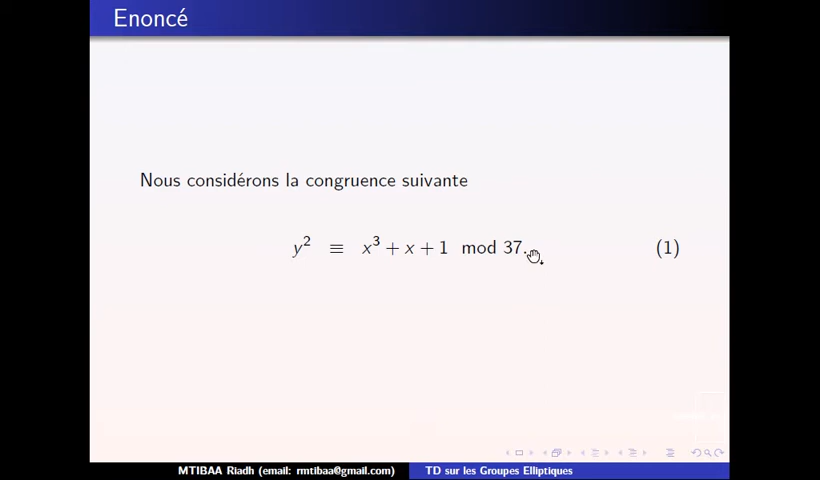 Enoncé
Nous considérons la congruence suivante
y² ≡ x³ + x + 1 mod 37. (1)
MTIBAA Riadh (email: rmtibaa@gmail.com) TD sur les Groupes Elliptiques